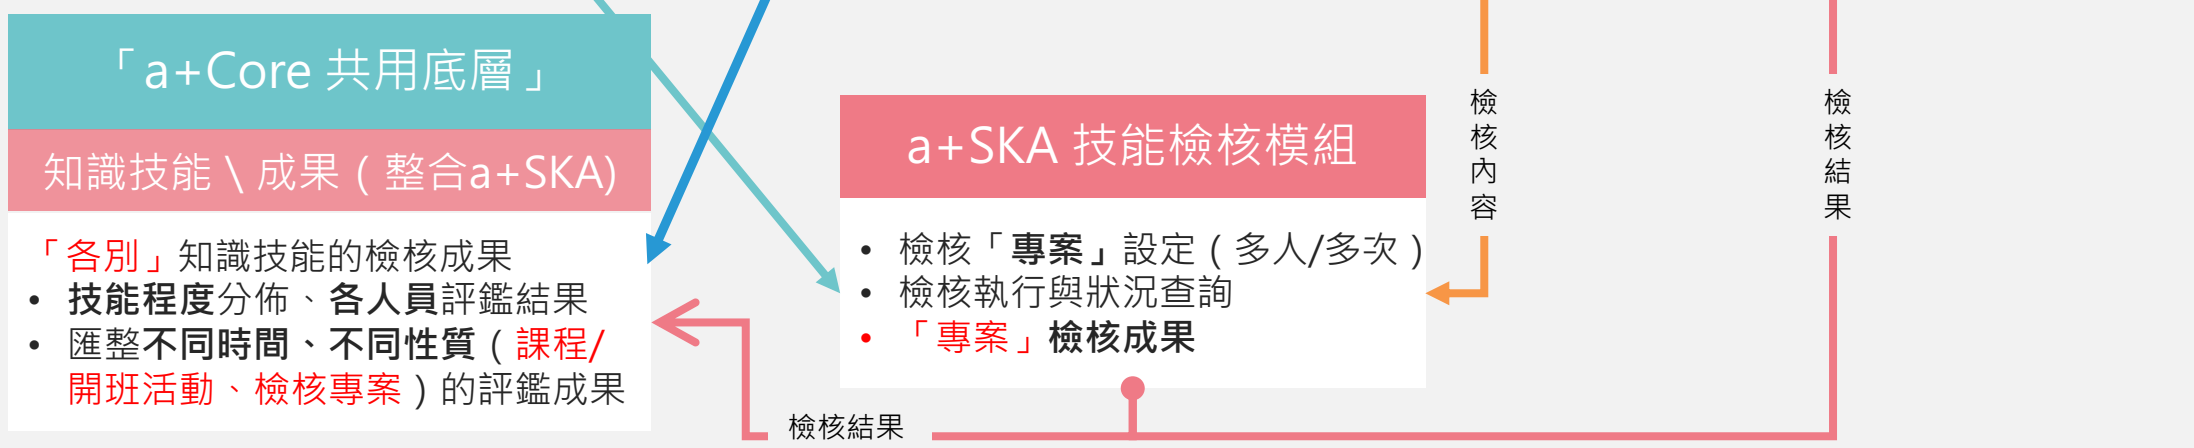 「a+Core 共用底層」
知識技能 \ 成果（整合a+SKA)
「各別」知識技能的檢核成果
• 技能程度分佈、各人員評鑑結果
• 匯整不同時間、不同性質（課程/
開班活動、檢核專案）的評鑑成果
a+SKA 技能檢核模組
• 檢核「專案」設定（多人/多次）
• 檢核執行與狀況查詢
• 「專案」檢核成果
檢核內容
檢核結果
檢核結果